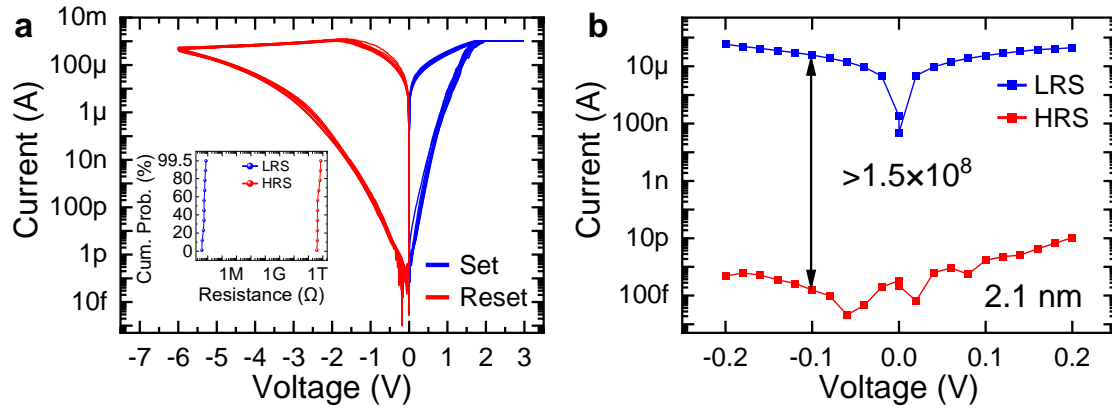 a
10m
100μ
1μ
10n
100p
1p
10f
Current (A)
-7 -6 -5 -4 -3 -2 -1 0 1 2 3
Voltage (V)
Set
Reset
99.5
80
60
40
20
0
Cum. Prob. (%)
LRS
HRS
1M 1G 1T
Resistance (Ω)
b
10μ
100n
1n
10p
100f
Current (A)
-0.2 -0.1 0.0 0.1 0.2
Voltage (V)
LRS
HRS
>1.5×10⁸
2.1 nm